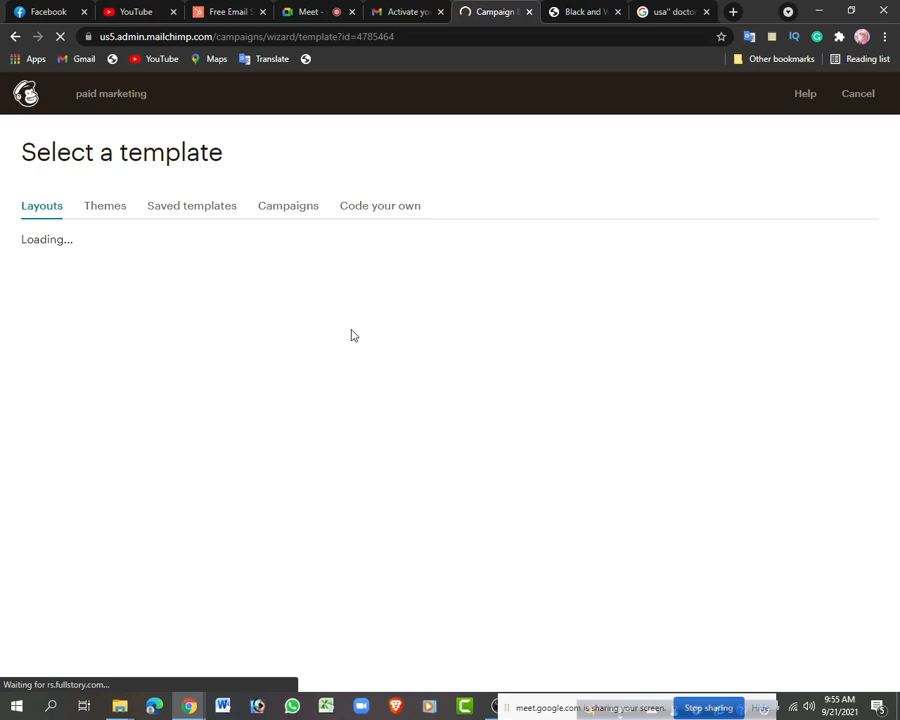 Facebook YouTube Free Email S Meet - Activate you Campaign B Black and W usa" doctor
us5.admin.mailchimp.com/campaigns/wizard/template?id=4785464
Apps Gmail YouTube Maps Translate Other bookmarks Reading list
paid marketing Help Cancel
Select a template
Layouts Themes Saved templates Campaigns Code your own
Loading...
Waiting for rs.fullstory.com...
meet.google.com is sharing your screen. Stop sharing Hide
9:55 AM
9/21/2021